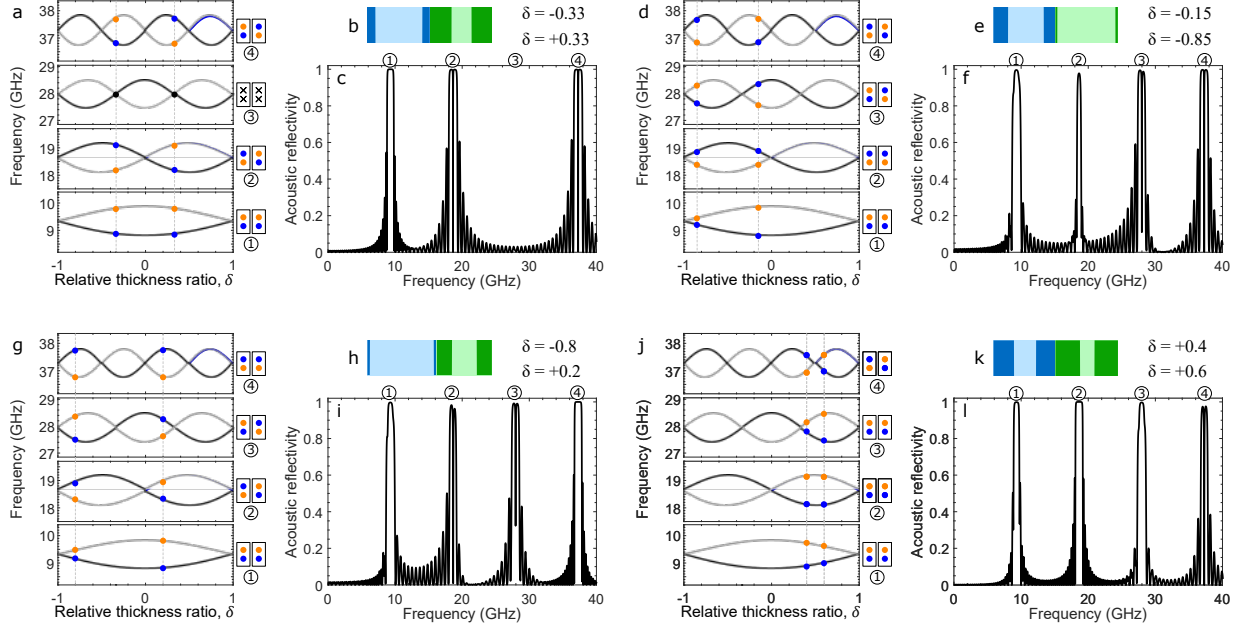 a
38
37
④
29
28
27
③
19
18
②
10
9
①
Frequency (GHz)
-1 0 1
Relative thickness ratio, δ
b
δ = -0.33
δ = +0.33
c
① ② ③ ④
1
0.8
0.6
0.4
0.2
0
Acoustic reflectivity
0 10 20 30 40
Frequency (GHz)
d
38
37
④
29
28
27
③
19
18
②
10
9
①
Frequency (GHz)
-1 0 1
Relative thickness ratio, δ
e
δ = -0.15
δ = -0.85
f
① ② ③ ④
1
0.8
0.6
0.4
0.2
0
Acoustic reflectivity
0 10 20 30 40
Frequency (GHz)
g
38
37
④
29
28
27
③
19
18
②
10
9
①
Frequency (GHz)
-1 0 1
Relative thickness ratio, δ
h
δ = -0.8
δ = +0.2
i
① ② ③ ④
1
0.8
0.6
0.4
0.2
0
Acoustic reflectivity
0 10 20 30 40
Frequency (GHz)
j
38
37
④
29
28
27
③
19
18
②
10
9
①
Frequency (GHz)
-1 0 1
Relative thickness ratio, δ
k
δ = +0.4
δ = +0.6
l
① ② ③ ④
1
0.8
0.6
0.4
0.2
0
Acoustic reflectivity
0 10 20 30 40
Frequency (GHz)